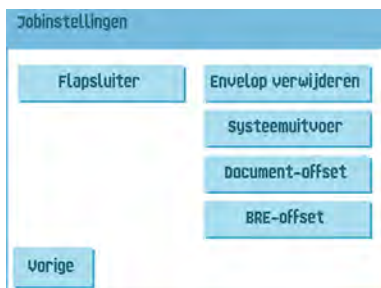 Jobinstellingen
Flapsluiter
Envelop verwijderen
Systeemuitvoer
Document-offset
BRE-offset
Vorige